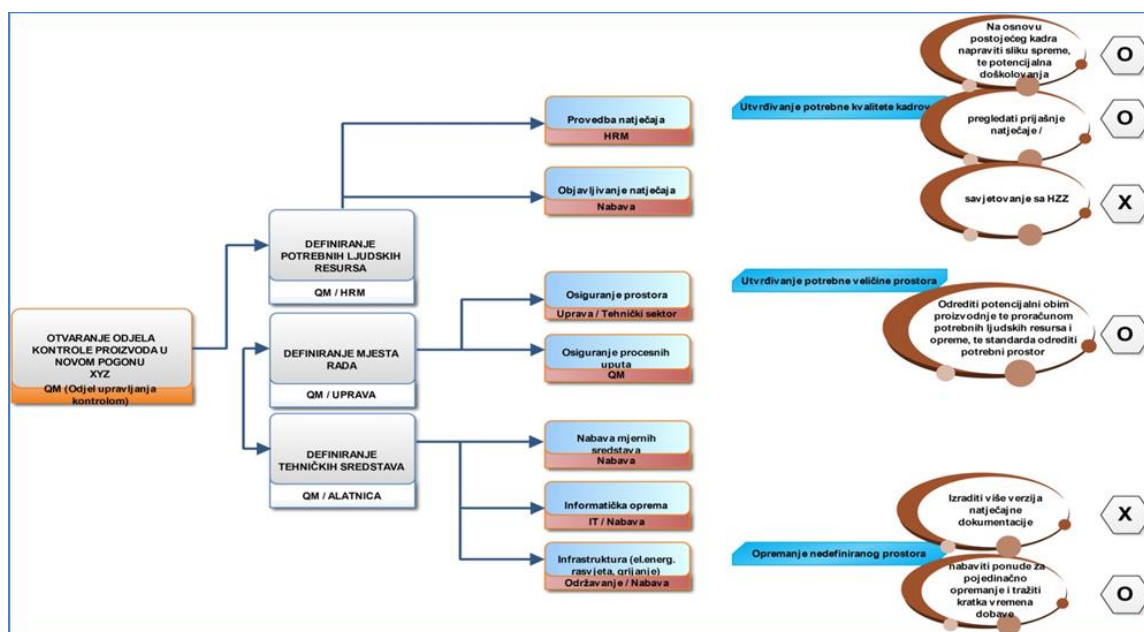 OTVARANJE ODJELA
KONTROLE PROIZVODA U
NOVOM POGONU
XYZ
QM (Odjel upravljanja
kontrolom)
DEFINIRANJE
POTREBNIH LJUDSKIH
RESURSA
QM / HRM
DEFINIRANJE MJESTA
RADA
QM / UPRAVA
DEFINIRANJE
TEHNIČKIH SREDSTAVA
QM / ALATNICA
Provedba natječaja
HRM
Objavljivanje natječaja
Nabava
Osiguranje prostora
Uprava / Tehnički sektor
Osiguranje procesnih
uputa
QM
Nabava mjernih
sredstava
Nabava
Informatička oprema
IT / Nabava
Infrastruktura (el.energ.
rasvjeta, grijanje)
Održavanje / Nabava
Utvrđivanje potrebne kvalitete kadrov
Na osnovu
postojećeg kadra
napraviti sliku spreme,
te potencijalna
doškolovanja
O
pregledati prijašnje
natječaje /
O
savjetovanje sa HZZ
X
Utvrđivanje potrebne veličine prostora
Odrediti potencijalni obim
proizvodnje te proračunom
potrebnih ljudskih resursa i
opreme, te standarda odrediti
potrebni prostor
O
Opremanje nedefiniranog prostora
Izraditi više verzija
natječajne
dokumentacije
X
nabaviti ponude za
pojedinačno
opremanje i tražiti
kratka vremena
dobave
O